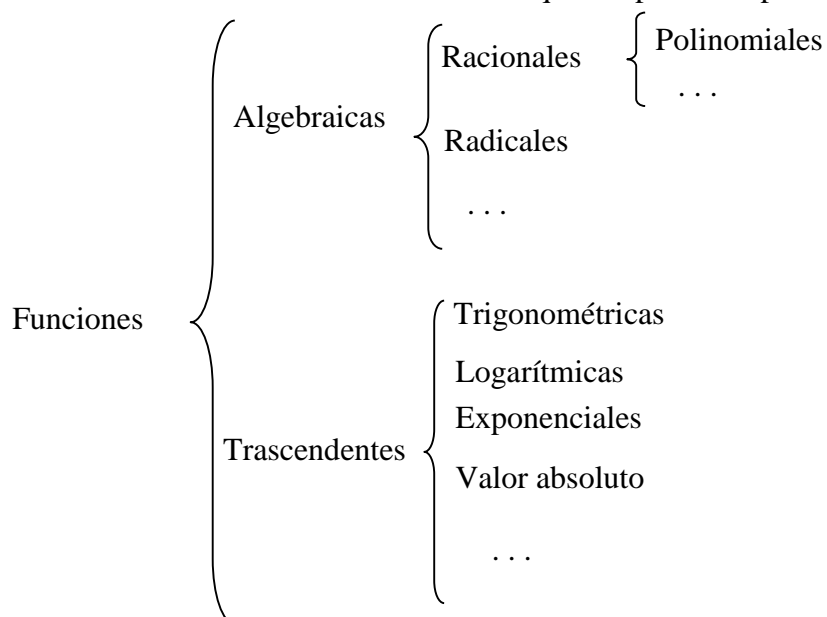 Polinomiales
Racionales
. . .
Algebraicas
Radicales
. . .
Funciones
Trigonométricas
Logarítmicas
Exponenciales
Trascendentes
Valor absoluto
. . .